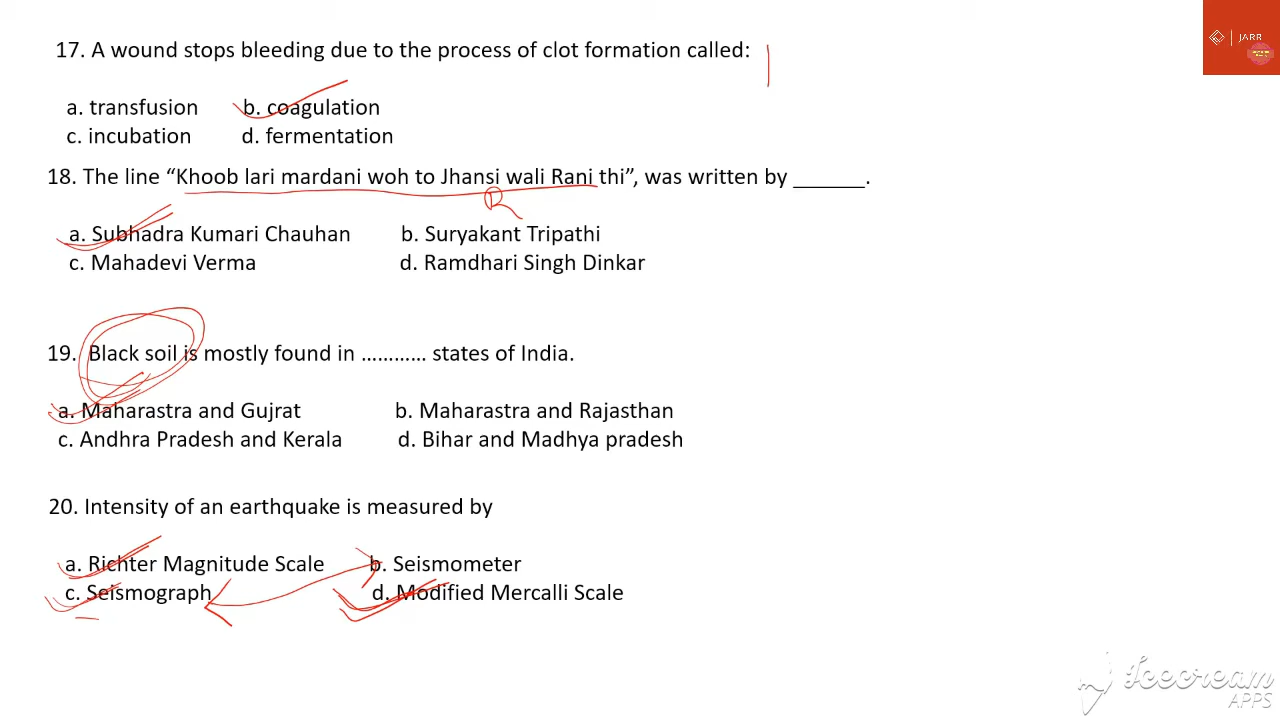 17. A wound stops bleeding due to the process of clot formation called:
a. transfusion b. coagulation
c. incubation d. fermentation
18. The line “Khoob lari mardani woh to Jhansi wali Rani thi”, was written by ______.
R
a. Subhadra Kumari Chauhan b. Suryakant Tripathi
c. Mahadevi Verma d. Ramdhari Singh Dinkar
19. Black soil is mostly found in ………… states of India.
a. Maharastra and Gujrat b. Maharastra and Rajasthan
c. Andhra Pradesh and Kerala d. Bihar and Madhya pradesh
20. Intensity of an earthquake is measured by
a. Richter Magnitude Scale b. Seismometer
c. Seismograph d. Modified Mercalli Scale
JARR
Icecream
APPS